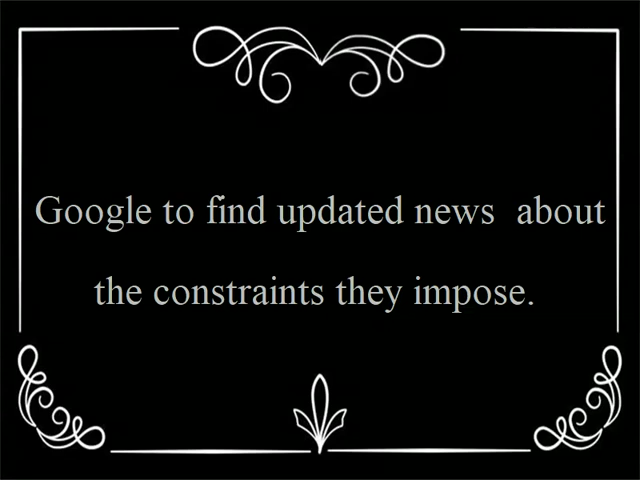 Google to find updated news  about
the constraints they impose.